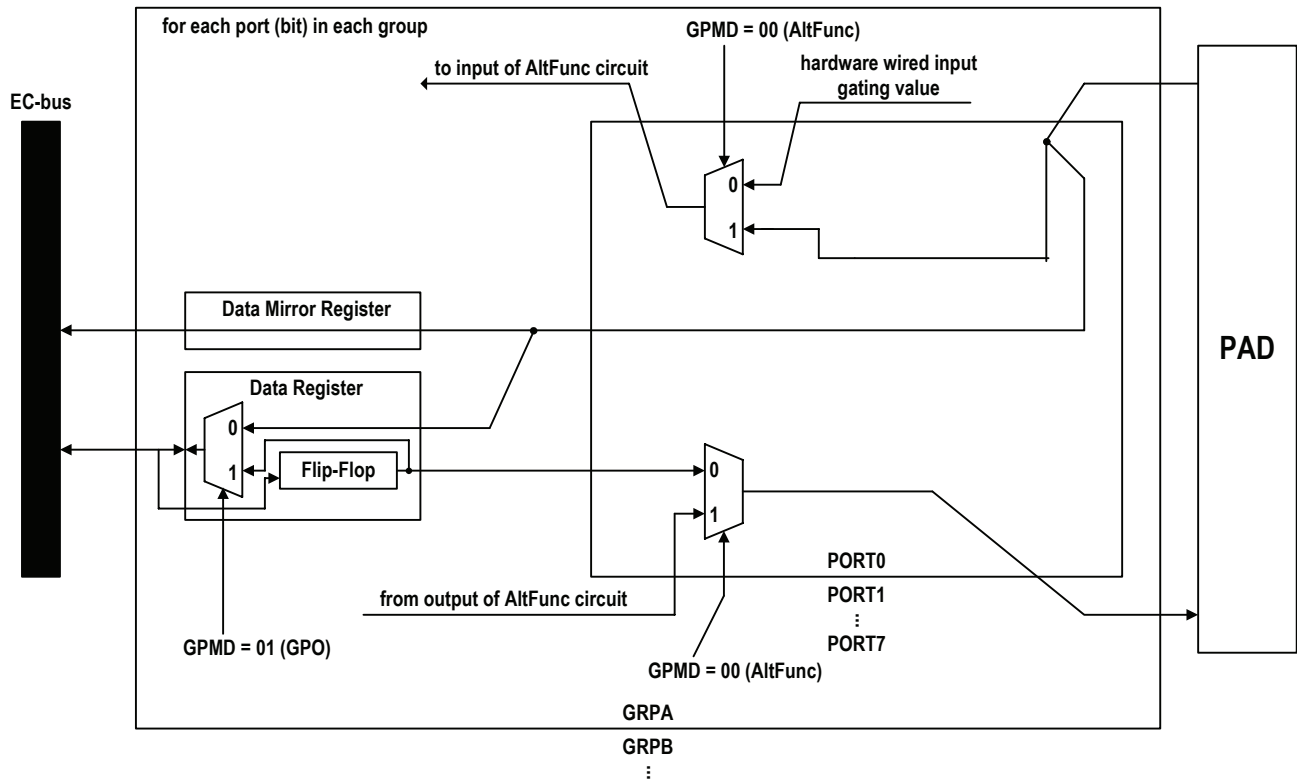 for each port (bit) in each group
GPMD = 00 (AltFunc)
to input of AltFunc circuit
hardware wired input
gating value
EC-bus
0
1
Data Mirror Register
PAD
Data Register
0
1
Flip-Flop
0
1
PORT0
from output of AltFunc circuit
PORT1
⋮
PORT7
GPMD = 01 (GPO)
GPMD = 00 (AltFunc)
GRPA
GRPB
⋮